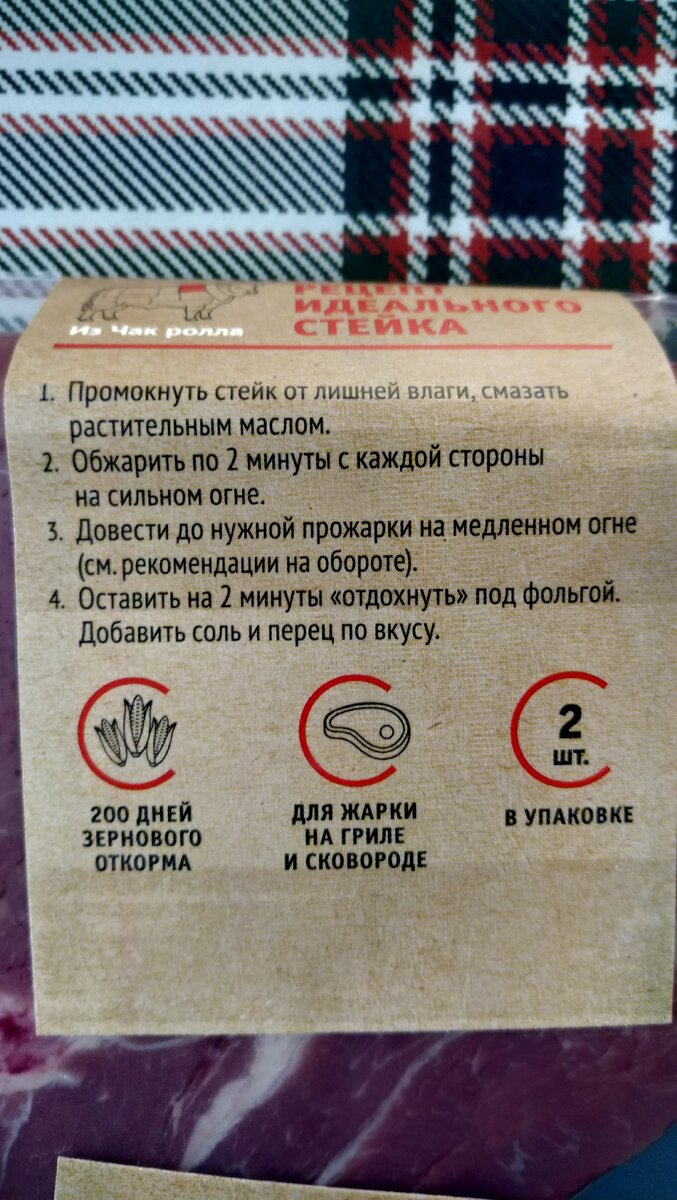 РЕЦЕПТ
ИДЕАЛЬНОГО
СТЕЙКА
Из Чак ролла
1. Промокнуть стейк от лишней влаги, смазать
растительным маслом.
2. Обжарить по 2 минуты с каждой стороны
на сильном огне.
3. Довести до нужной прожарки на медленном огне
(см. рекомендации на обороте).
4. Оставить на 2 минуты «отдохнуть» под фольгой.
Добавить соль и перец по вкусу.
200 ДНЕЙ
ЗЕРНОВОГО
ОТКОРМА
ДЛЯ ЖАРКИ
НА ГРИЛЕ
И СКОВОРОДЕ
2
ШТ.
В УПАКОВКЕ